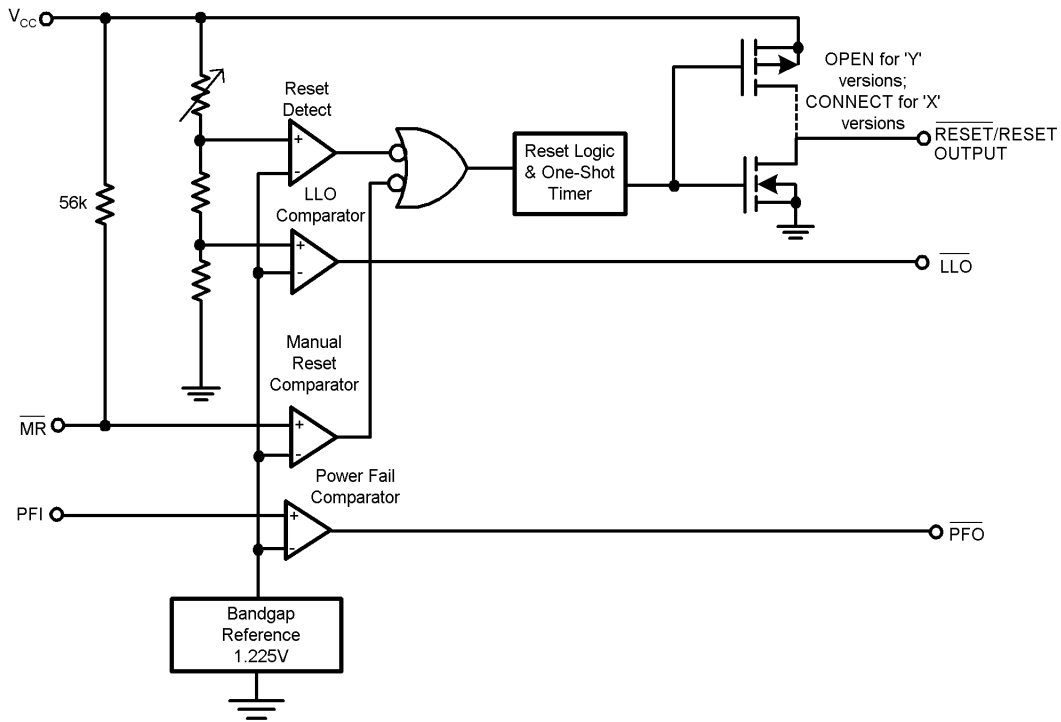 VCC
OPEN for 'Y'
versions;
CONNECT for 'X'
versions
Reset
Detect
+
-
RESET/RESET
OUTPUT
Reset Logic
& One-Shot
Timer
56k
LLO
Comparator
+
-
LLO
Manual
Reset
Comparator
MR
+
-
Power Fail
Comparator
PFI
+
-
PFO
Bandgap
Reference
1.225V